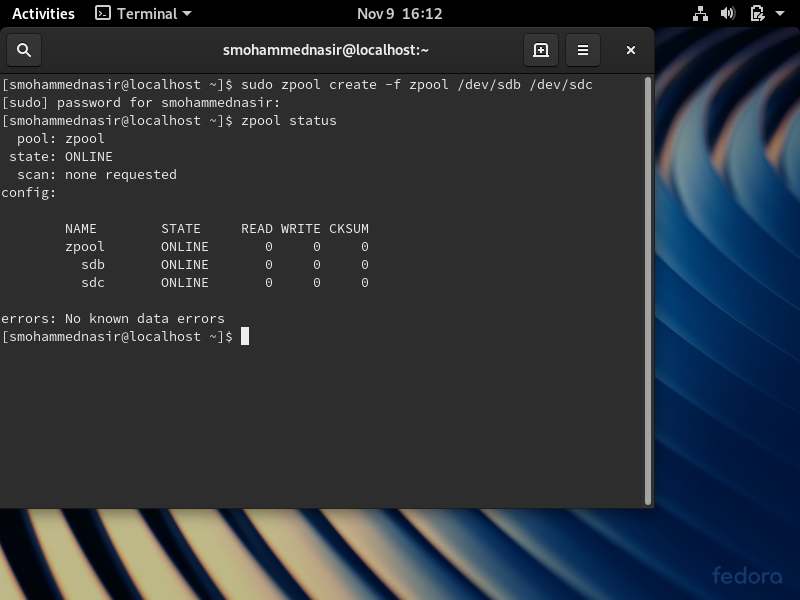 Activities Terminal Nov 9 16:12
smohammednasir@localhost:~
[smohammednasir@localhost ~]$ sudo zpool create -f zpool /dev/sdb /dev/sdc
[sudo] password for smohammednasir:
[smohammednasir@localhost ~]$ zpool status
  pool: zpool
 state: ONLINE
  scan: none requested
config:
        NAME        STATE     READ WRITE CKSUM
        zpool       ONLINE       0     0     0
          sdb       ONLINE       0     0     0
          sdc       ONLINE       0     0     0
errors: No known data errors
[smohammednasir@localhost ~]$
fedora